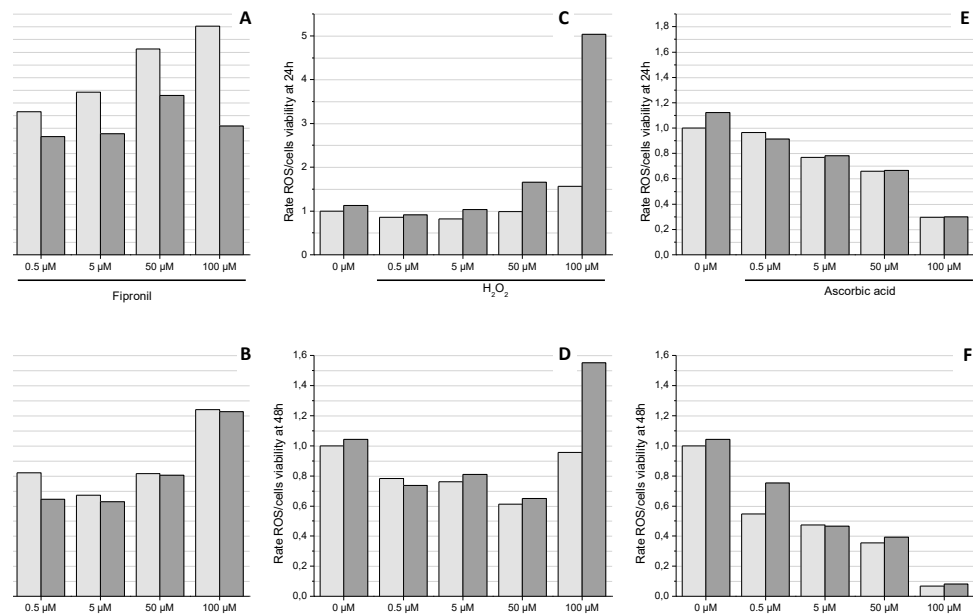 A
0.5 µM 5 µM 50 µM 100 µM
Fipronil
C
Rate ROS/cells viability at 24h
5
4
3
2
1
0
0 µM 0.5 µM 5 µM 50 µM 100 µM
H₂O₂
E
Rate ROS/cells viability at 24h
1,8
1,6
1,4
1,2
1,0
0,8
0,6
0,4
0,2
0,0
0 µM 0.5 µM 5 µM 50 µM 100 µM
Ascorbic acid
B
0.5 µM 5 µM 50 µM 100 µM
D
Rate ROS/cells viability at 48h
1,6
1,4
1,2
1,0
0,8
0,6
0,4
0,2
0,0
0 µM 0.5 µM 5 µM 50 µM 100 µM
F
Rate ROS/cells viability at 48h
1,6
1,4
1,2
1,0
0,8
0,6
0,4
0,2
0,0
0 µM 0.5 µM 5 µM 50 µM 100 µM